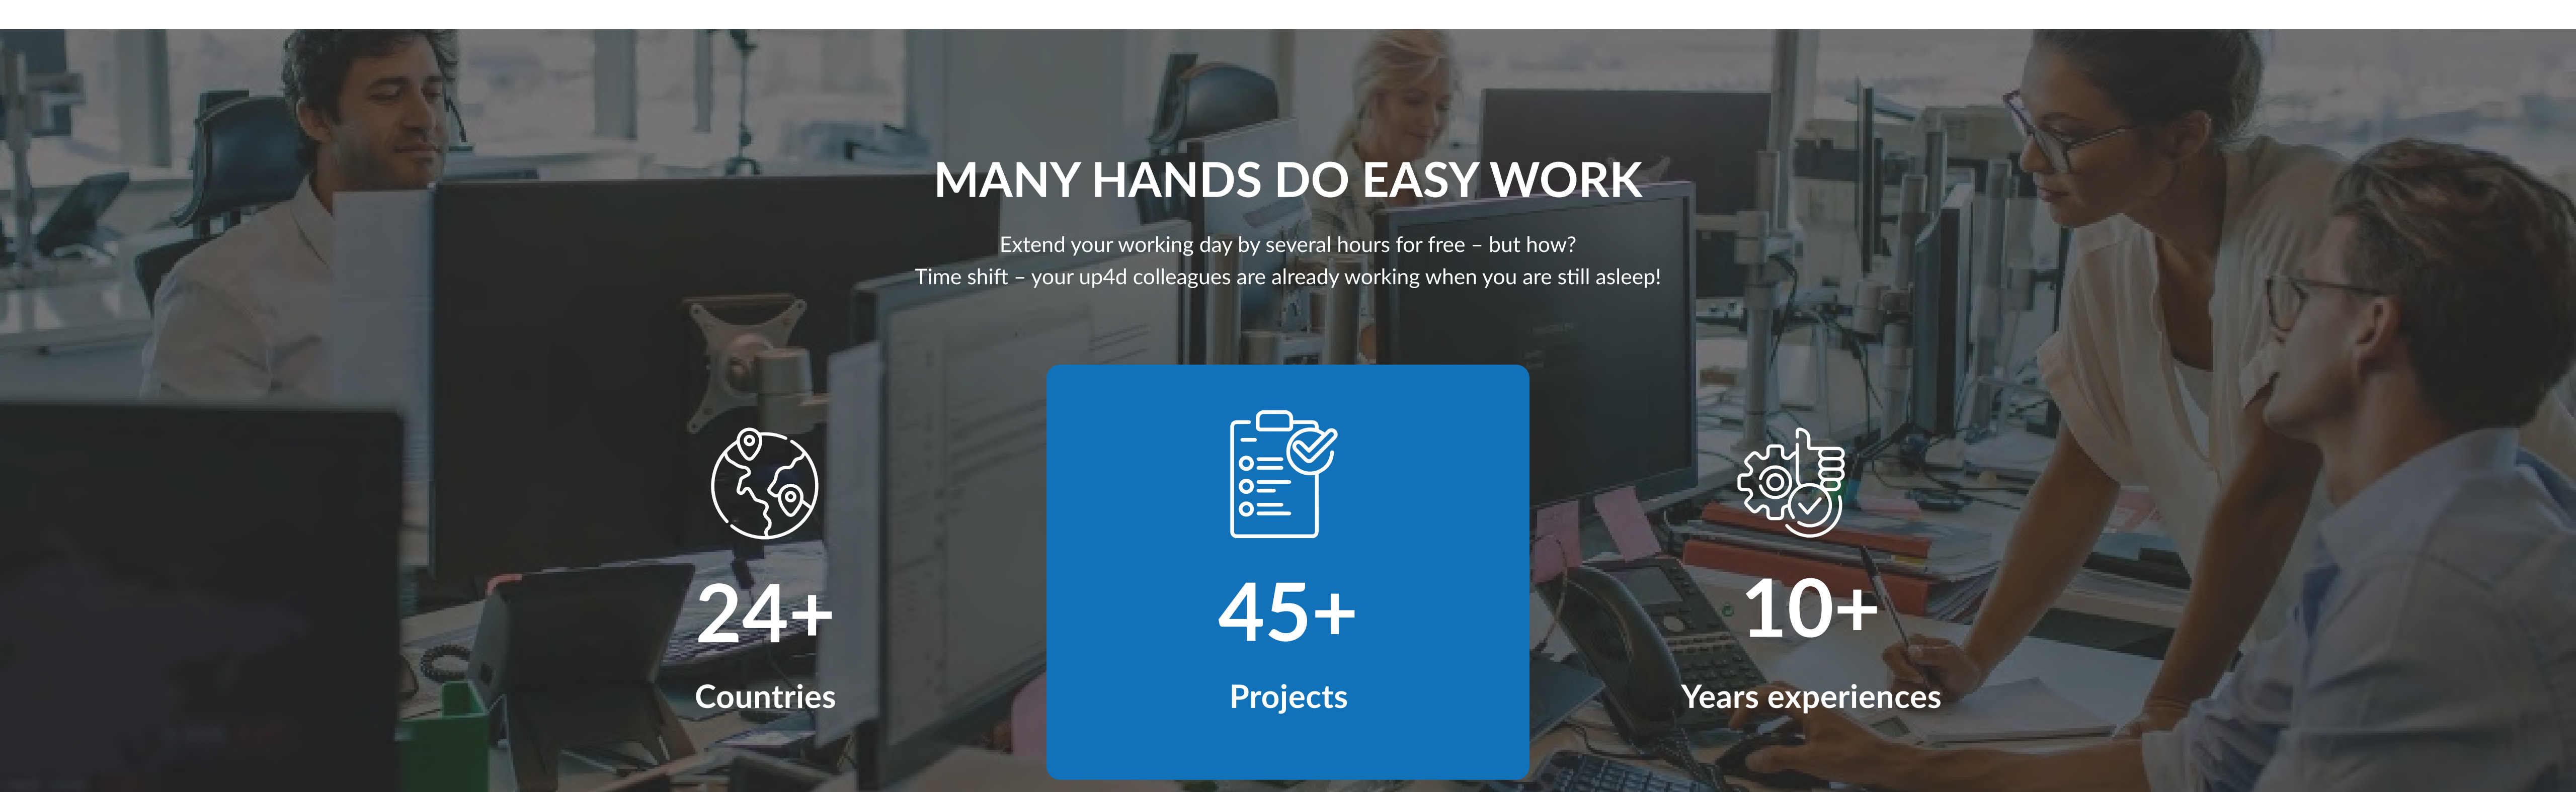 MANY HANDS DO EASY WORK
Extend your working day by several hours for free – but how?
Time shift – your up4d colleagues are already working when you are still asleep!
24+
45+
10+
Countries
Projects
Years experiences